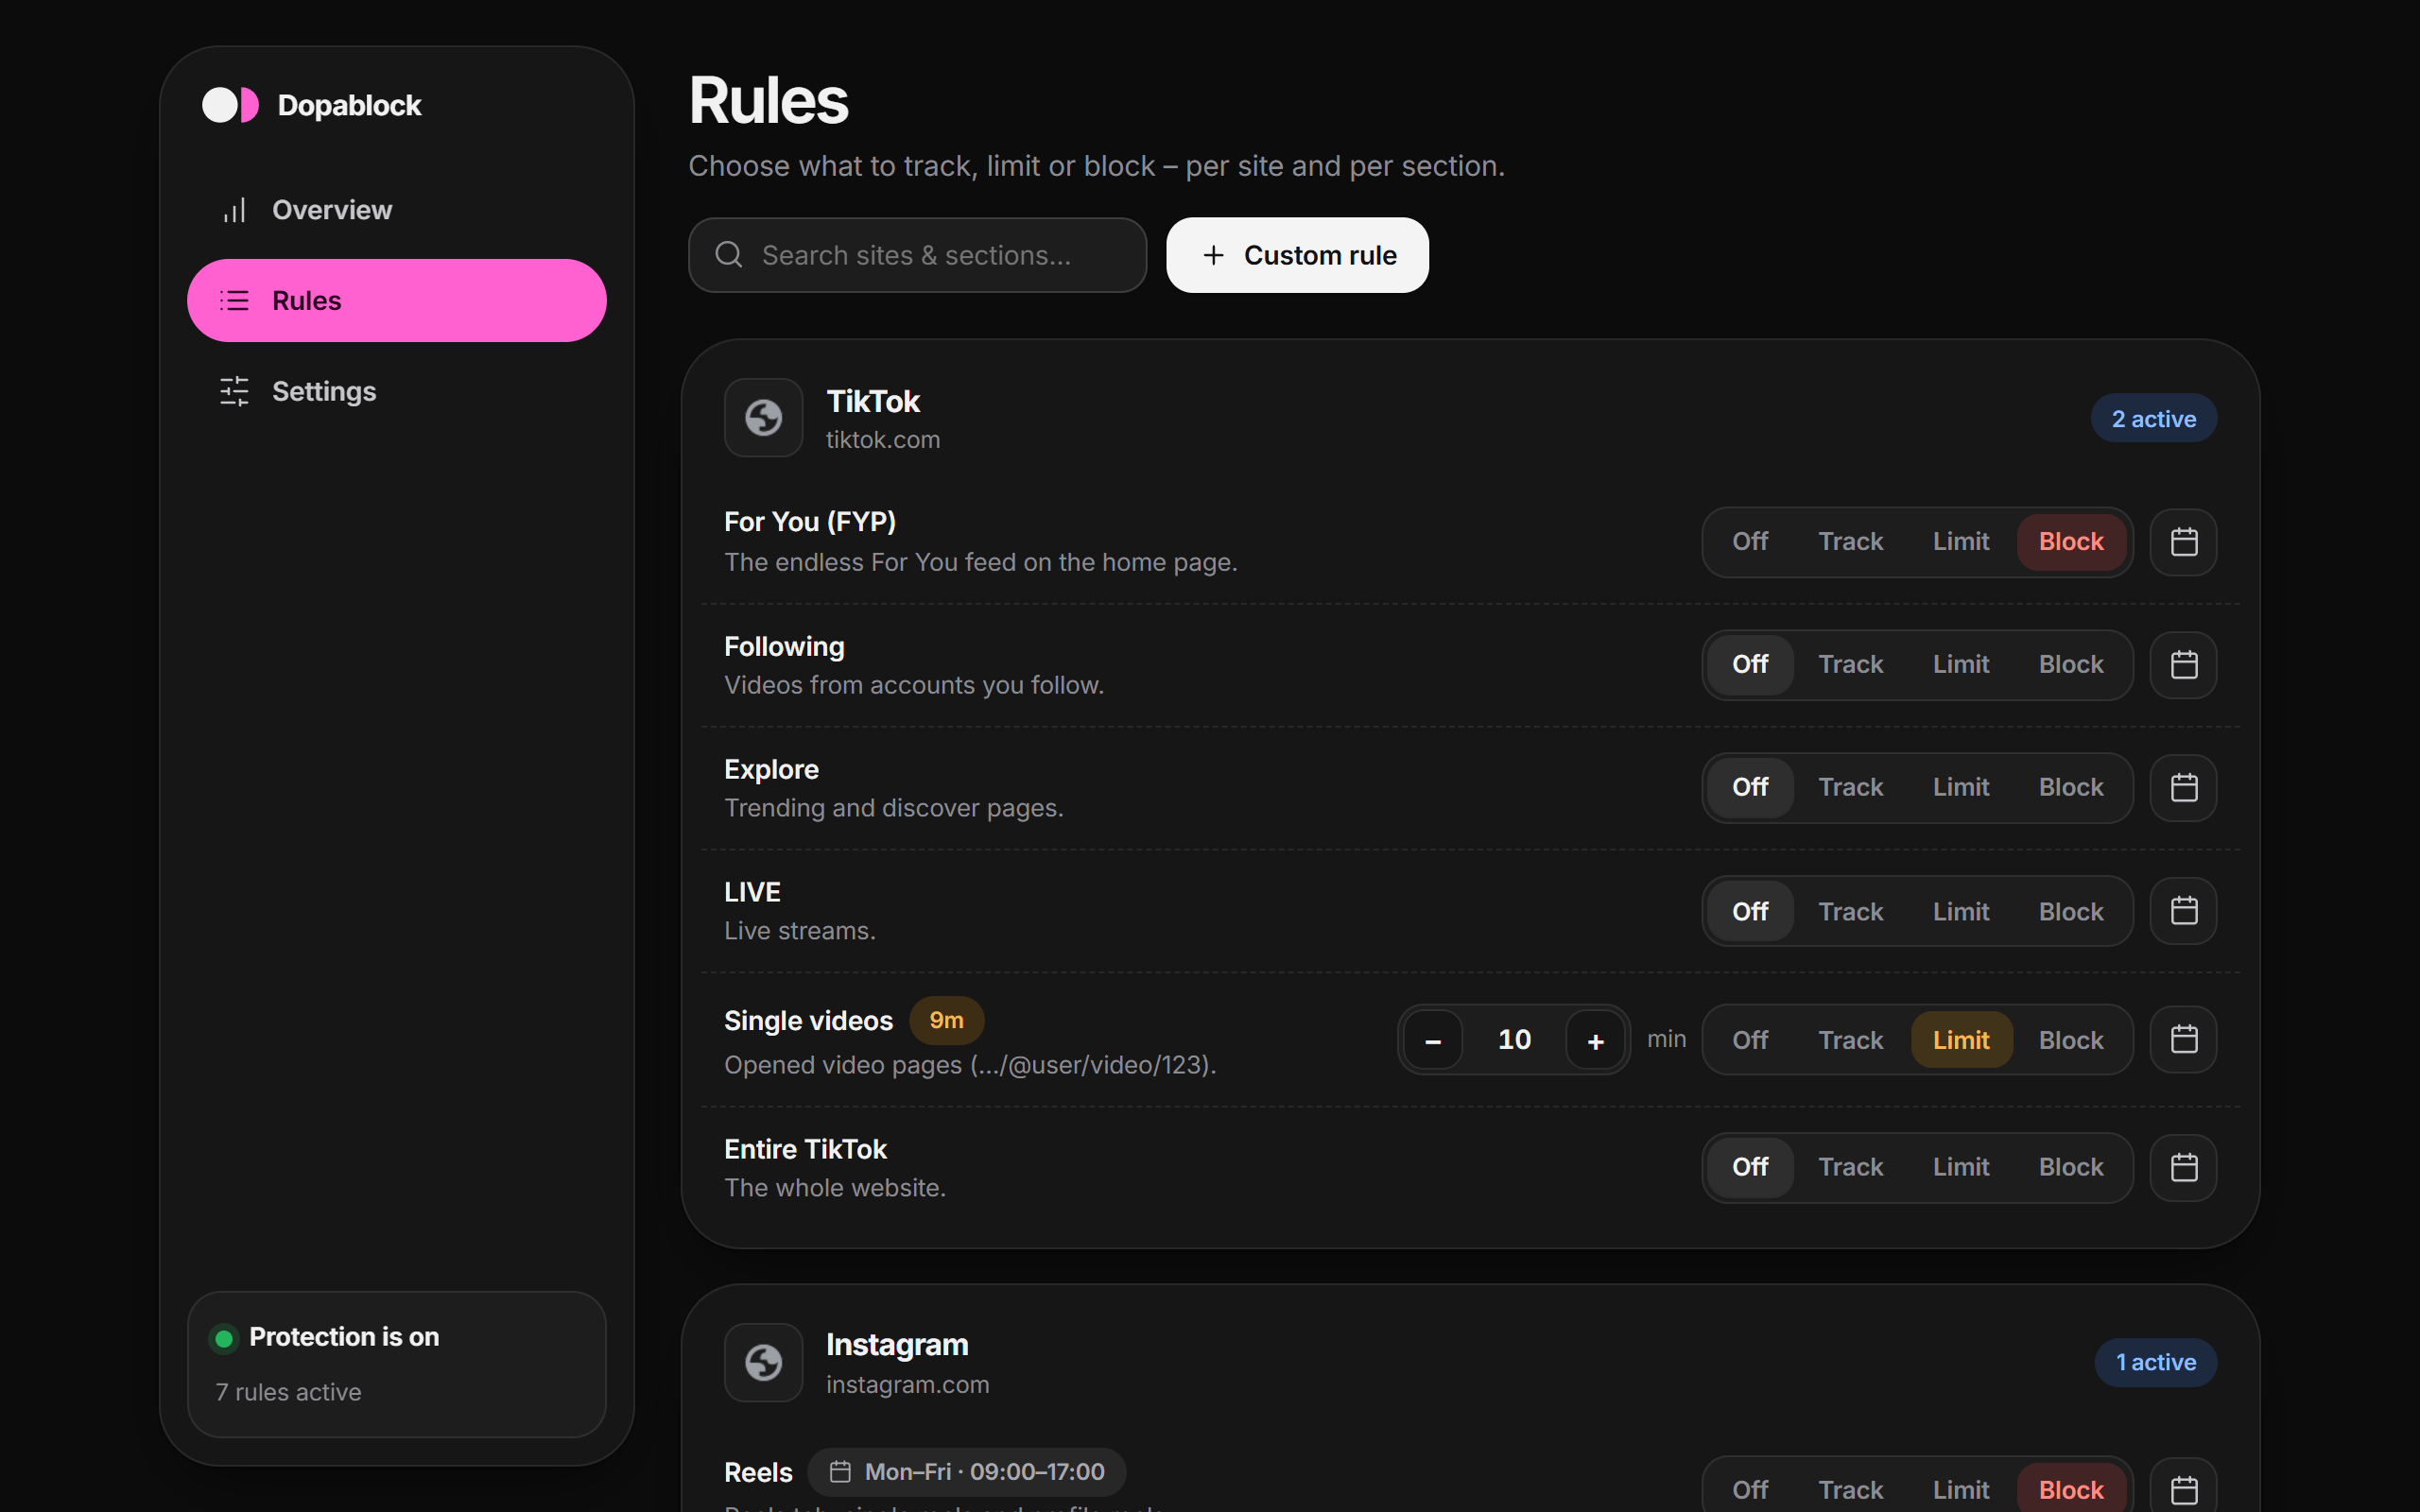 Dopablock
Overview
Rules
Settings
Protection is on
7 rules active
Rules
Choose what to track, limit or block – per site and per section.
Search sites & sections...
Custom rule
TikTok
tiktok.com
2 active
For You (FYP)
The endless For You feed on the home page.
Off Track Limit Block
Following
Videos from accounts you follow.
Off Track Limit Block
Explore
Trending and discover pages.
Off Track Limit Block
LIVE
Live streams.
Off Track Limit Block
Single videos 9m
Opened video pages (.../@user/video/123).
− 10 + min Off Track Limit Block
Entire TikTok
The whole website.
Off Track Limit Block
Instagram
instagram.com
1 active
Reels Mon–Fri · 09:00–17:00
Off Track Limit Block